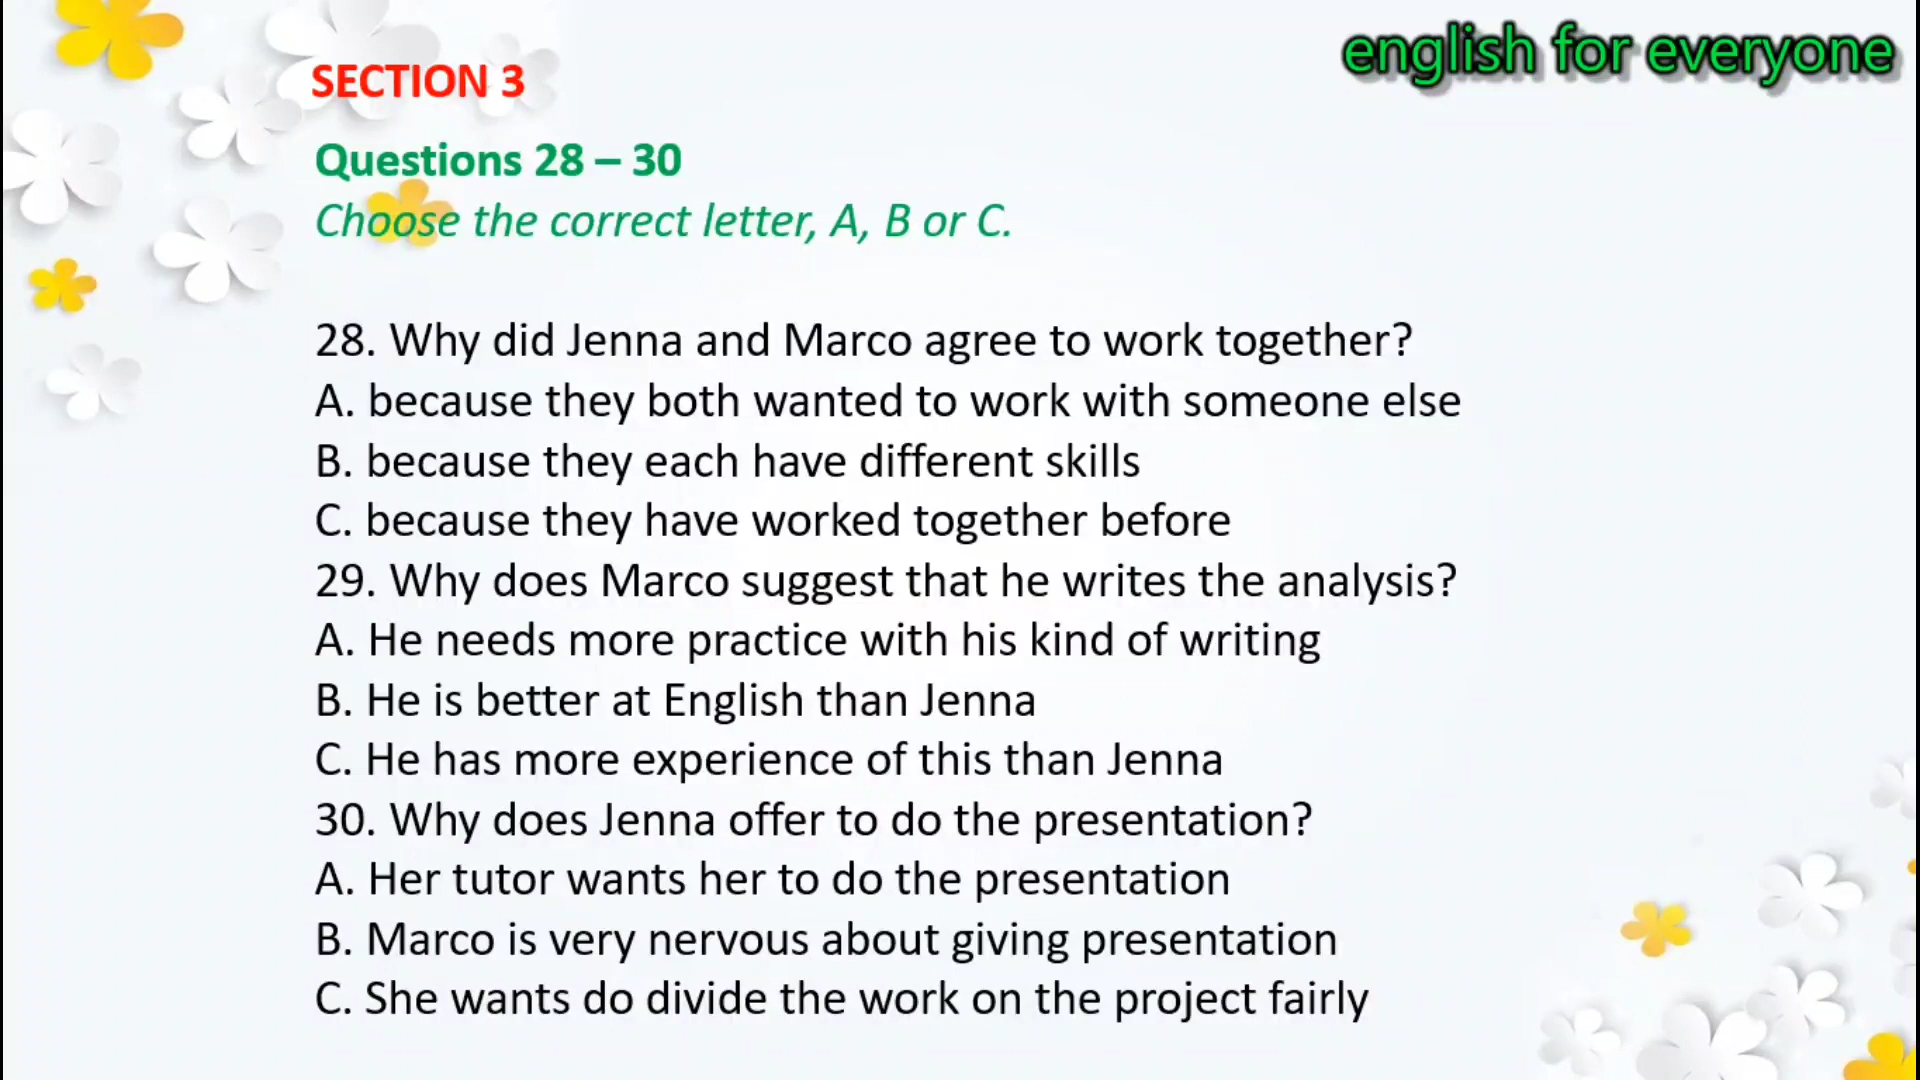 english for everyone
SECTION 3
Questions 28 – 30
Choose the correct letter, A, B or C.
28. Why did Jenna and Marco agree to work together?
A. because they both wanted to work with someone else
B. because they each have different skills
C. because they have worked together before
29. Why does Marco suggest that he writes the analysis?
A. He needs more practice with his kind of writing
B. He is better at English than Jenna
C. He has more experience of this than Jenna
30. Why does Jenna offer to do the presentation?
A. Her tutor wants her to do the presentation
B. Marco is very nervous about giving presentation
C. She wants do divide the work on the project fairly